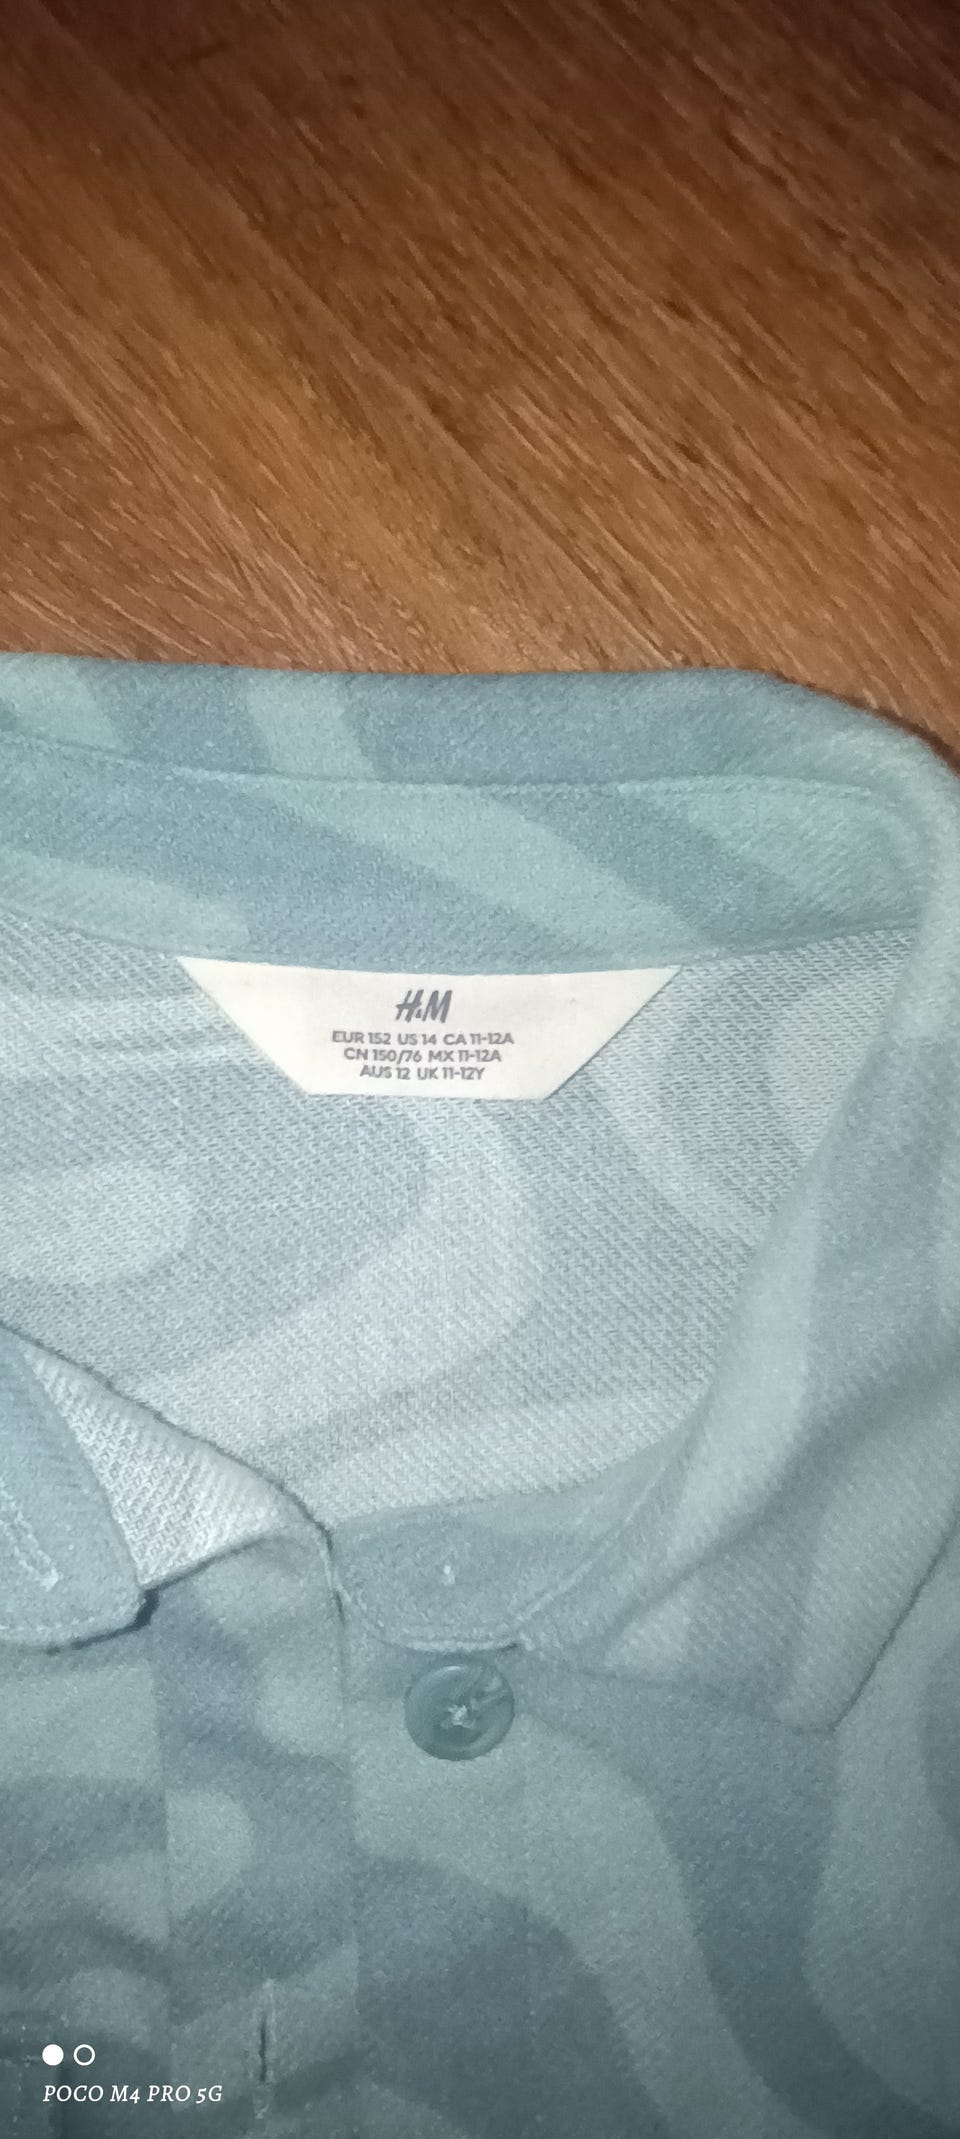 H&M
EUR 152 US 14 CA 11-12A
CN 150/76 MX 11-12A
AUS 12 UK 11-12Y
POCO M4 PRO 5G